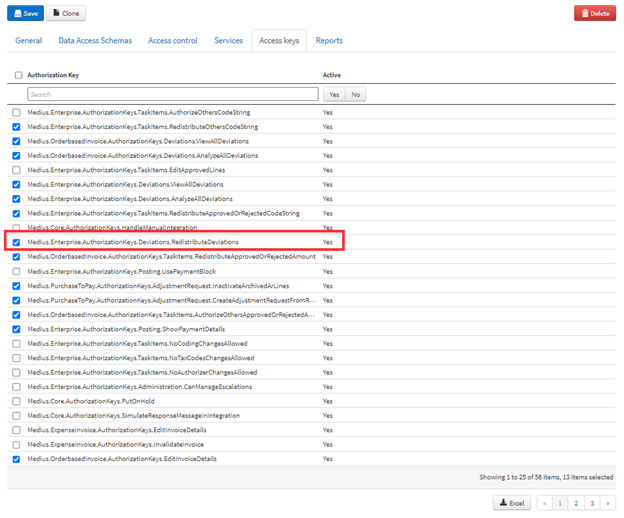 Save Clone Delete
General Data Access Schemas Access control Services Access keys Reports
Authorization Key Active
Search Yes No
Medius.Enterprise.AuthorizationKeys.TaskItems.AuthorizeOthersCodeString Yes
Medius.Enterprise.AuthorizationKeys.TaskItems.RedistributeOthersCodeString Yes
Medius.OrderbasedInvoice.AuthorizationKeys.Deviations.ViewAllDeviations Yes
Medius.OrderbasedInvoice.AuthorizationKeys.Deviations.AnalyzeAllDeviations Yes
Medius.Enterprise.AuthorizationKeys.TaskItems.EditApprovedLines Yes
Medius.Enterprise.AuthorizationKeys.Deviations.ViewAllDeviations Yes
Medius.Enterprise.AuthorizationKeys.Deviations.AnalyzeAllDeviations Yes
Medius.Enterprise.AuthorizationKeys.TaskItems.RedistributeApprovedOrRejectedCodeString Yes
Medius.Core.AuthorizationKeys.HandleManualIntegration Yes
Medius.Enterprise.AuthorizationKeys.Deviations.RedistributeDeviations Yes
Medius.OrderbasedInvoice.AuthorizationKeys.TaskItems.RedistributeApprovedOrRejectedAmount Yes
Medius.Enterprise.AuthorizationKeys.Posting.UsePaymentBlock Yes
Medius.PurchaseToPay.AuthorizationKeys.AdjustmentRequest.InactivateArchivedArLines Yes
Medius.PurchaseToPay.AuthorizationKeys.AdjustmentRequest.CreateAdjustmentRequestFromR... Yes
Medius.OrderbasedInvoice.AuthorizationKeys.TaskItems.AuthorizeOthersApprovedOrRejectedA... Yes
Medius.Enterprise.AuthorizationKeys.Posting.ShowPaymentDetails Yes
Medius.Enterprise.AuthorizationKeys.TaskItems.NoCodingChangesAllowed Yes
Medius.Enterprise.AuthorizationKeys.TaskItems.NoTaxCodesChangesAllowed Yes
Medius.Enterprise.AuthorizationKeys.TaskItems.NoAuthorizerChangesAllowed Yes
Medius.Enterprise.AuthorizationKeys.Administration.CanManageEscalations Yes
Medius.Core.AuthorizationKeys.PutOnHold Yes
Medius.Core.AuthorizationKeys.SimulateResponseMessageInIntegration Yes
Medius.ExpenseInvoice.AuthorizationKeys.EditInvoiceDetails Yes
Medius.ExpenseInvoice.AuthorizationKeys.InvalidateInvoice Yes
Medius.OrderbasedInvoice.AuthorizationKeys.EditInvoiceDetails Yes
Showing 1 to 25 of 56 items, 13 items selected
Excel « 1 2 3 »